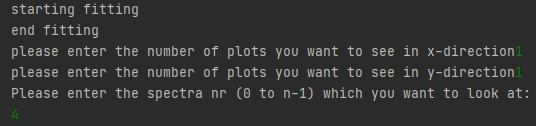 starting fitting
end fitting
please enter the number of plots you want to see in x-direction1
please enter the number of plots you want to see in y-direction1
Please enter the spectra nr (0 to n-1) which you want to look at:
4